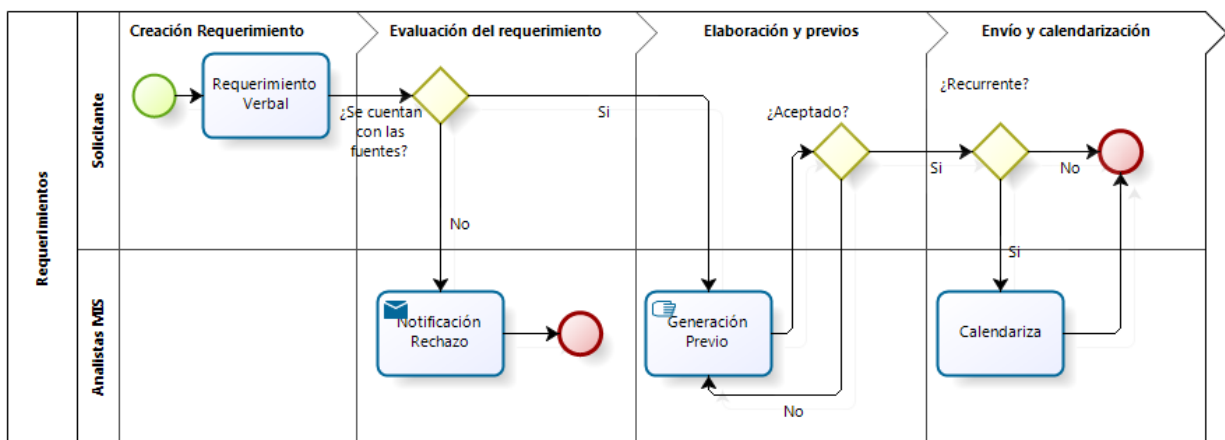 Requerimientos
Solicitante
Analistas MIS
Creación Requerimiento
Evaluación del requerimiento
Elaboración y previos
Envío y calendarización
Requerimiento
Verbal
¿Se cuentan
con las
fuentes?
Si
No
¿Aceptado?
Si
¿Recurrente?
No
Si
Notificación
Rechazo
Generación
Previo
No
Calendariza